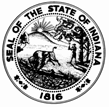 SEAL OF THE STATE OF INDIANA
1816